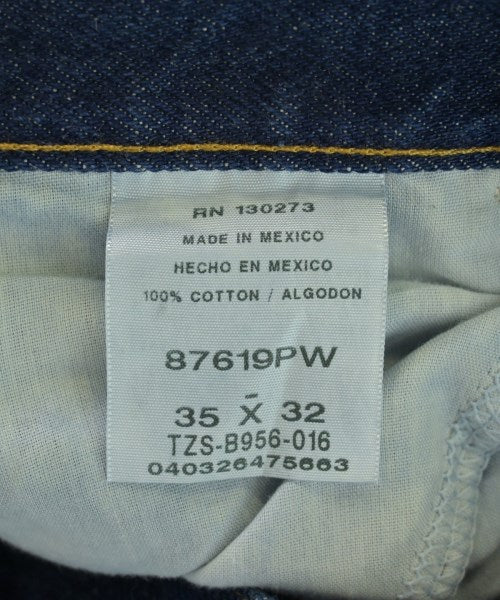 RN 130273
MADE IN MEXICO
HECHO EN MEXICO
100% COTTON / ALGODON
87619PW
35 X 32
TZS-B956-016
040326475663